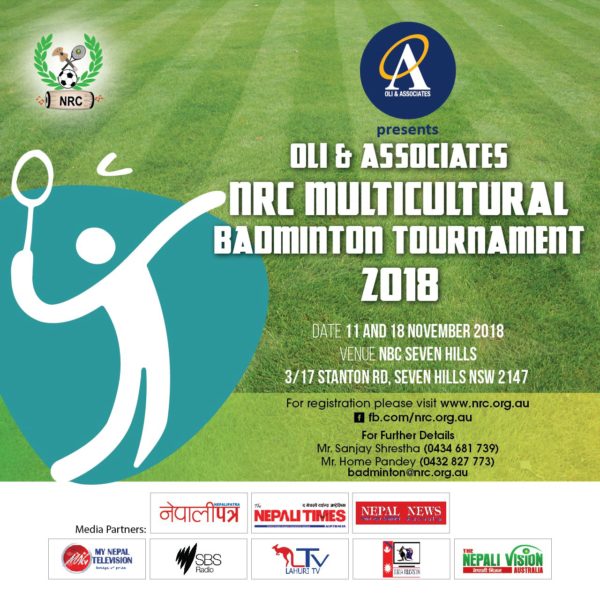 NRC
A
OLI & ASSOCIATES
presents
OLI & ASSOCIATES
NRC MULTICULTURAL
BADMINTON TOURNAMENT
2018
DATE 11 AND 18 NOVEMBER 2018
VENUE NBC SEVEN HILLS
3/17 STANTON RD, SEVEN HILLS NSW 2147
For registration please visit www.nrc.org.au
f fb.com/nrc.org.au
For Further Details
Mr. Sanjay Shrestha (0434 681 739)
Mr. Home Pandey (0432 827 773)
badminton@nrc.org.au
Media Partners:
NEPALIPATRA
नेपालीपत्र
The
NEPALI TIMES
NEPAL NEWS
MY NEPAL
TELEVISION
SBS
Radio
LTV
LAHURI TV
THE
NEPALI VISION
AUSTRALIA